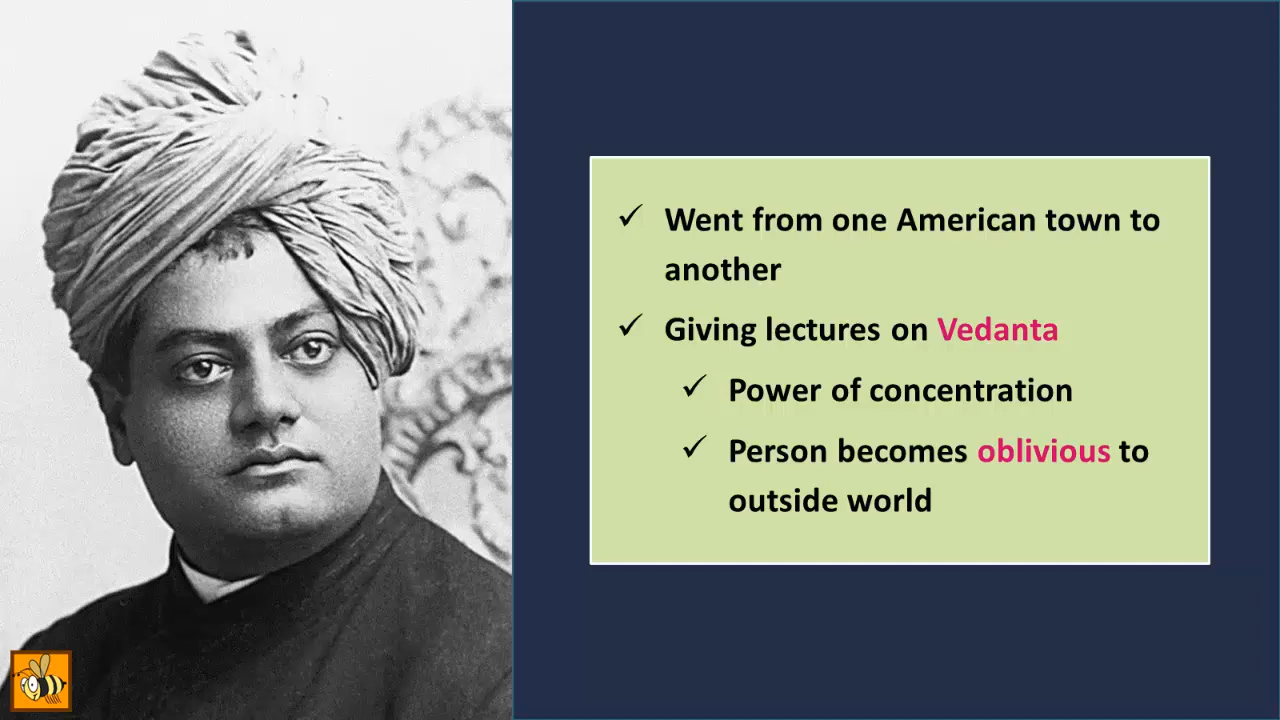 ✓ Went from one American town to
another
✓ Giving lectures on Vedanta
✓ Power of concentration
✓ Person becomes oblivious to
outside world